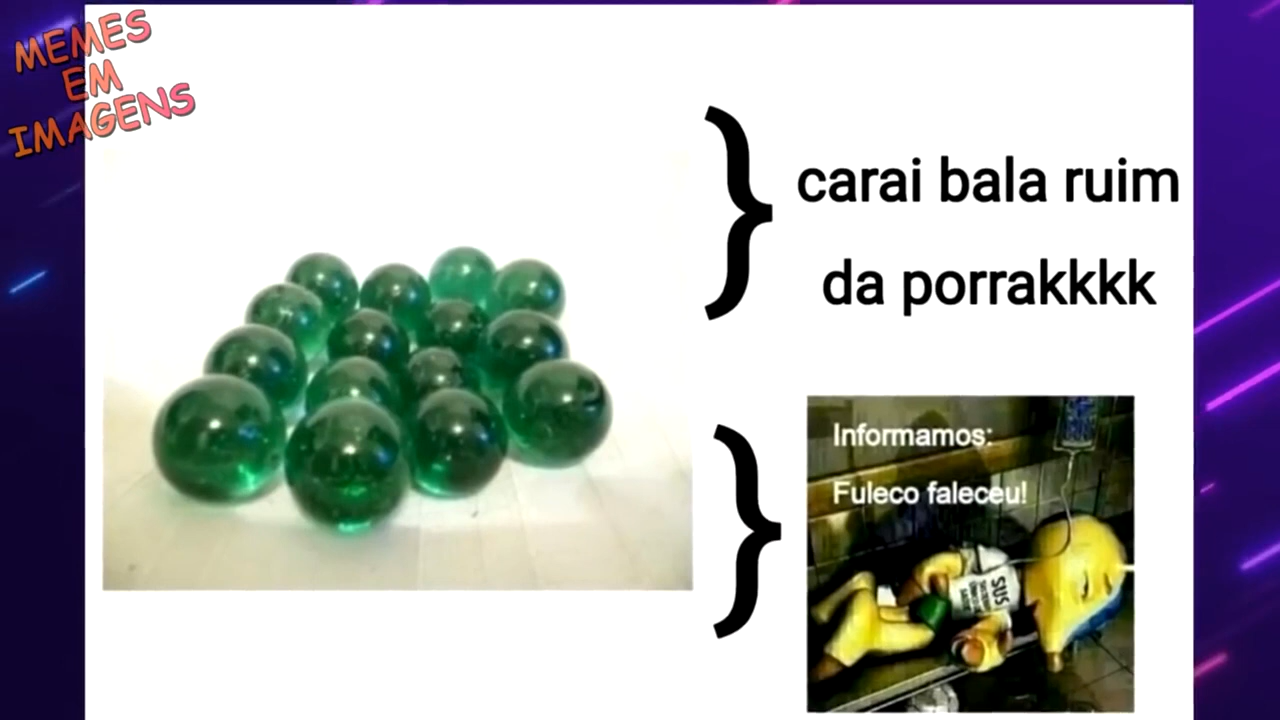 MEMES
EM
IMAGENS
carai bala ruim
da porrakkkk
Informamos:
Fuleco faleceu!
SUS